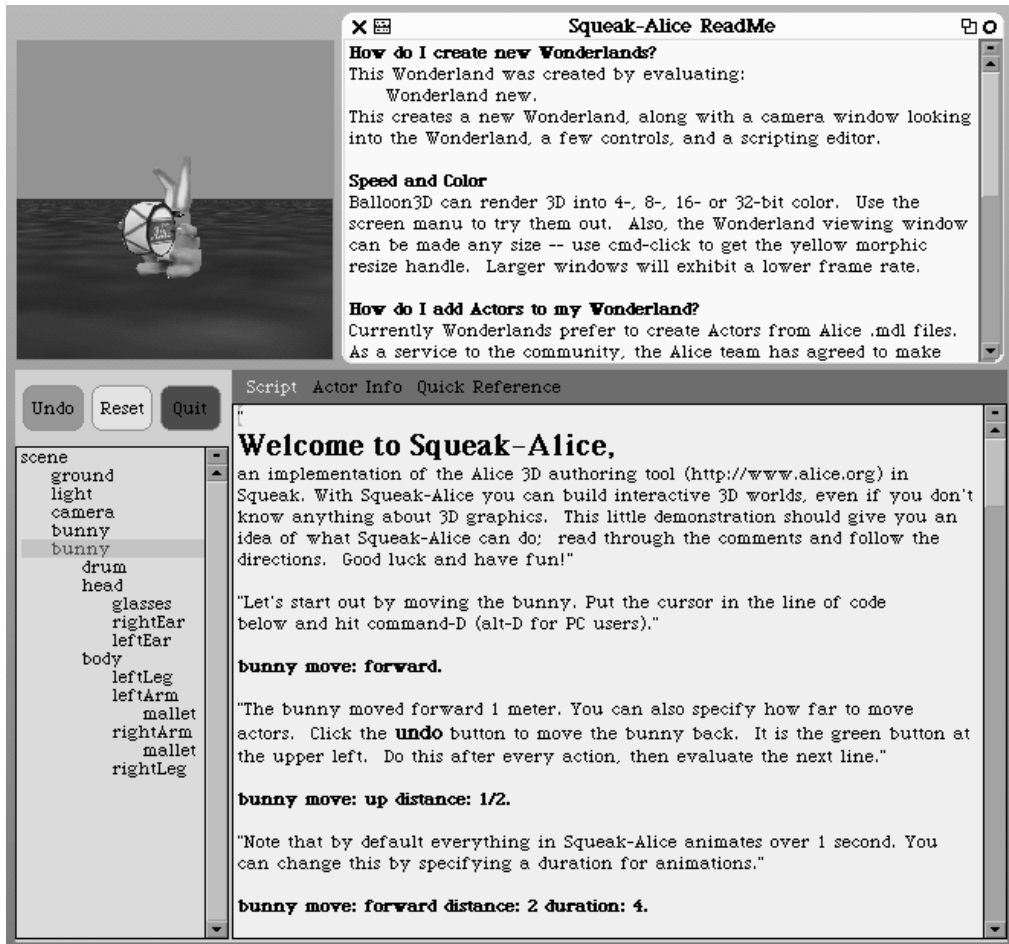 Squeak-Alice ReadMe
How do I create new Wonderlands?
This Wonderland was created by evaluating:
Wonderland new.
This creates a new Wonderland, along with a camera window looking
into the Wonderland, a few controls, and a scripting editor.
Speed and Color
Balloon3D can render 3D into 4-, 8-, 16- or 32-bit color. Use the
screen manu to try them out. Also, the Wonderland viewing window
can be made any size -- use cmd-click to get the yellow morphic
resize handle. Larger windows will exhibit a lower frame rate.
How do I add Actors to my Wonderland?
Currently Wonderlands prefer to create Actors from Alice .mdl files.
As a service to the community, the Alice team has agreed to make
Undo Reset Quit
scene
ground
light
camera
bunny
bunny
drum
head
glasses
rightEar
leftEar
body
leftLeg
leftArm
mallet
rightArm
mallet
rightLeg
Script Actor Info Quick Reference
"
Welcome to Squeak-Alice,
an implementation of the Alice 3D authoring tool (http://www.alice.org) in
Squeak. With Squeak-Alice you can build interactive 3D worlds, even if you don't
know anything about 3D graphics. This little demonstration should give you an
idea of what Squeak-Alice can do; read through the comments and follow the
directions. Good luck and have fun!"
"Let's start out by moving the bunny. Put the cursor in the line of code
below and hit command-D (alt-D for PC users)."
bunny move: forward.
"The bunny moved forward 1 meter. You can also specify how far to move
actors. Click the undo button to move the bunny back. It is the green button at
the upper left. Do this after every action, then evaluate the next line."
bunny move: up distance: 1/2.
"Note that by default everything in Squeak-Alice animates over 1 second. You
can change this by specifying a duration for animations."
bunny move: forward distance: 2 duration: 4.